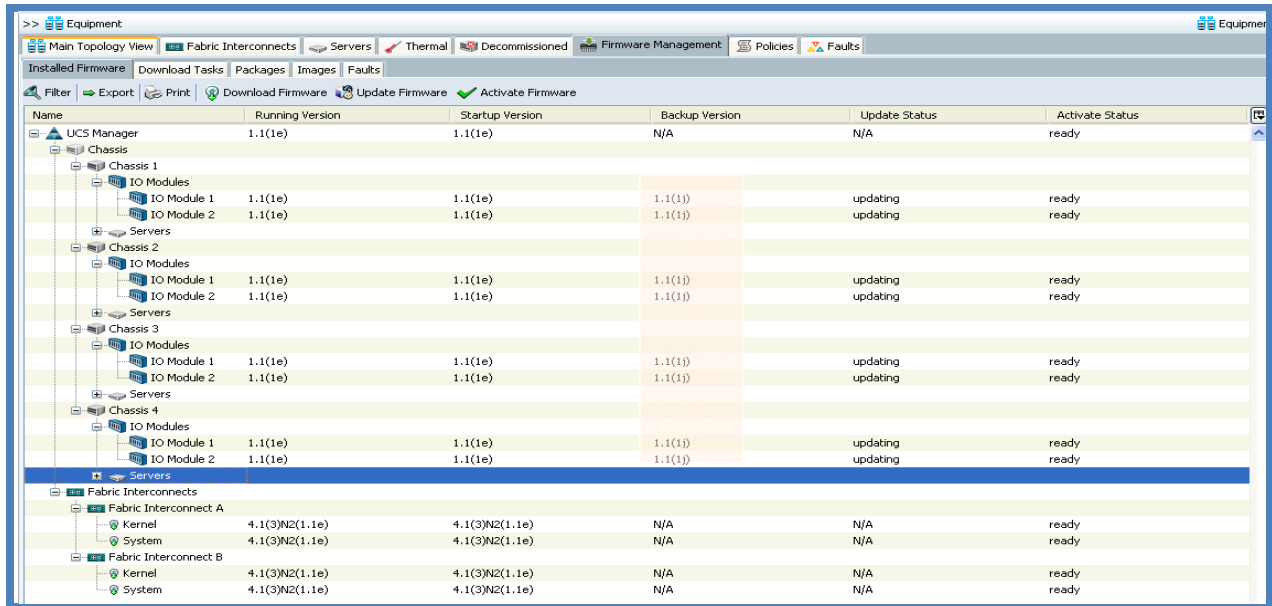 >> Equipment Equipmer
Main Topology View Fabric Interconnects Servers Thermal Decommissioned Firmware Management Policies Faults
Installed Firmware Download Tasks Packages Images Faults
Filter Export Print Download Firmware Update Firmware Activate Firmware
Name Running Version Startup Version Backup Version Update Status Activate Status
UCS Manager 1.1(1e) 1.1(1e) N/A N/A ready
Chassis
Chassis 1
IO Modules
IO Module 1 1.1(1e) 1.1(1e) 1.1(1j) updating ready
IO Module 2 1.1(1e) 1.1(1e) 1.1(1j) updating ready
Servers
Chassis 2
IO Modules
IO Module 1 1.1(1e) 1.1(1e) 1.1(1j) updating ready
IO Module 2 1.1(1e) 1.1(1e) 1.1(1j) updating ready
Servers
Chassis 3
IO Modules
IO Module 1 1.1(1e) 1.1(1e) 1.1(1j) updating ready
IO Module 2 1.1(1e) 1.1(1e) 1.1(1j) updating ready
Servers
Chassis 4
IO Modules
IO Module 1 1.1(1e) 1.1(1e) 1.1(1j) updating ready
IO Module 2 1.1(1e) 1.1(1e) 1.1(1j) updating ready
Servers
Fabric Interconnects
Fabric Interconnect A
Kernel 4.1(3)N2(1.1e) 4.1(3)N2(1.1e) N/A N/A ready
System 4.1(3)N2(1.1e) 4.1(3)N2(1.1e) N/A N/A ready
Fabric Interconnect B
Kernel 4.1(3)N2(1.1e) 4.1(3)N2(1.1e) N/A N/A ready
System 4.1(3)N2(1.1e) 4.1(3)N2(1.1e) N/A N/A ready